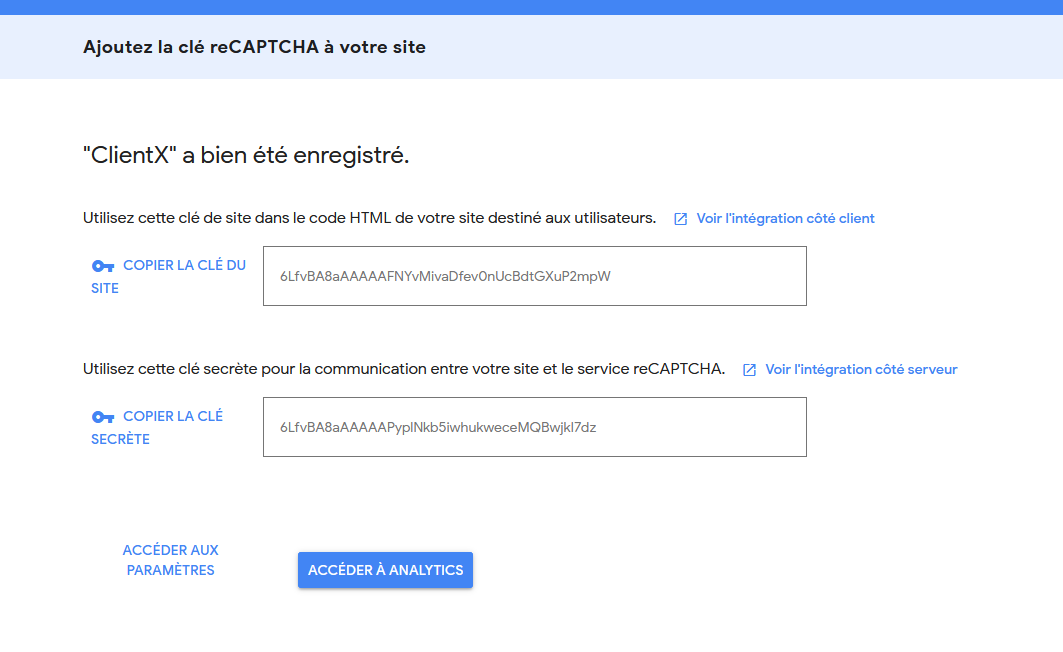 Ajoutez la clé reCAPTCHA à votre site
"ClientX" a bien été enregistré.
Utilisez cette clé de site dans le code HTML de votre site destiné aux utilisateurs. Voir l'intégration côté client
COPIER LA CLÉ DU
SITE
6LfvBA8aAAAAAFNYvMivaDfev0nUcBdtGXuP2mpW
Utilisez cette clé secrète pour la communication entre votre site et le service reCAPTCHA. Voir l'intégration côté serveur
COPIER LA CLÉ
SECRÈTE
6LfvBA8aAAAAAPyplNkb5iwhukweceMQBwjkl7dz
ACCÉDER AUX
PARAMÈTRES
ACCÉDER À ANALYTICS